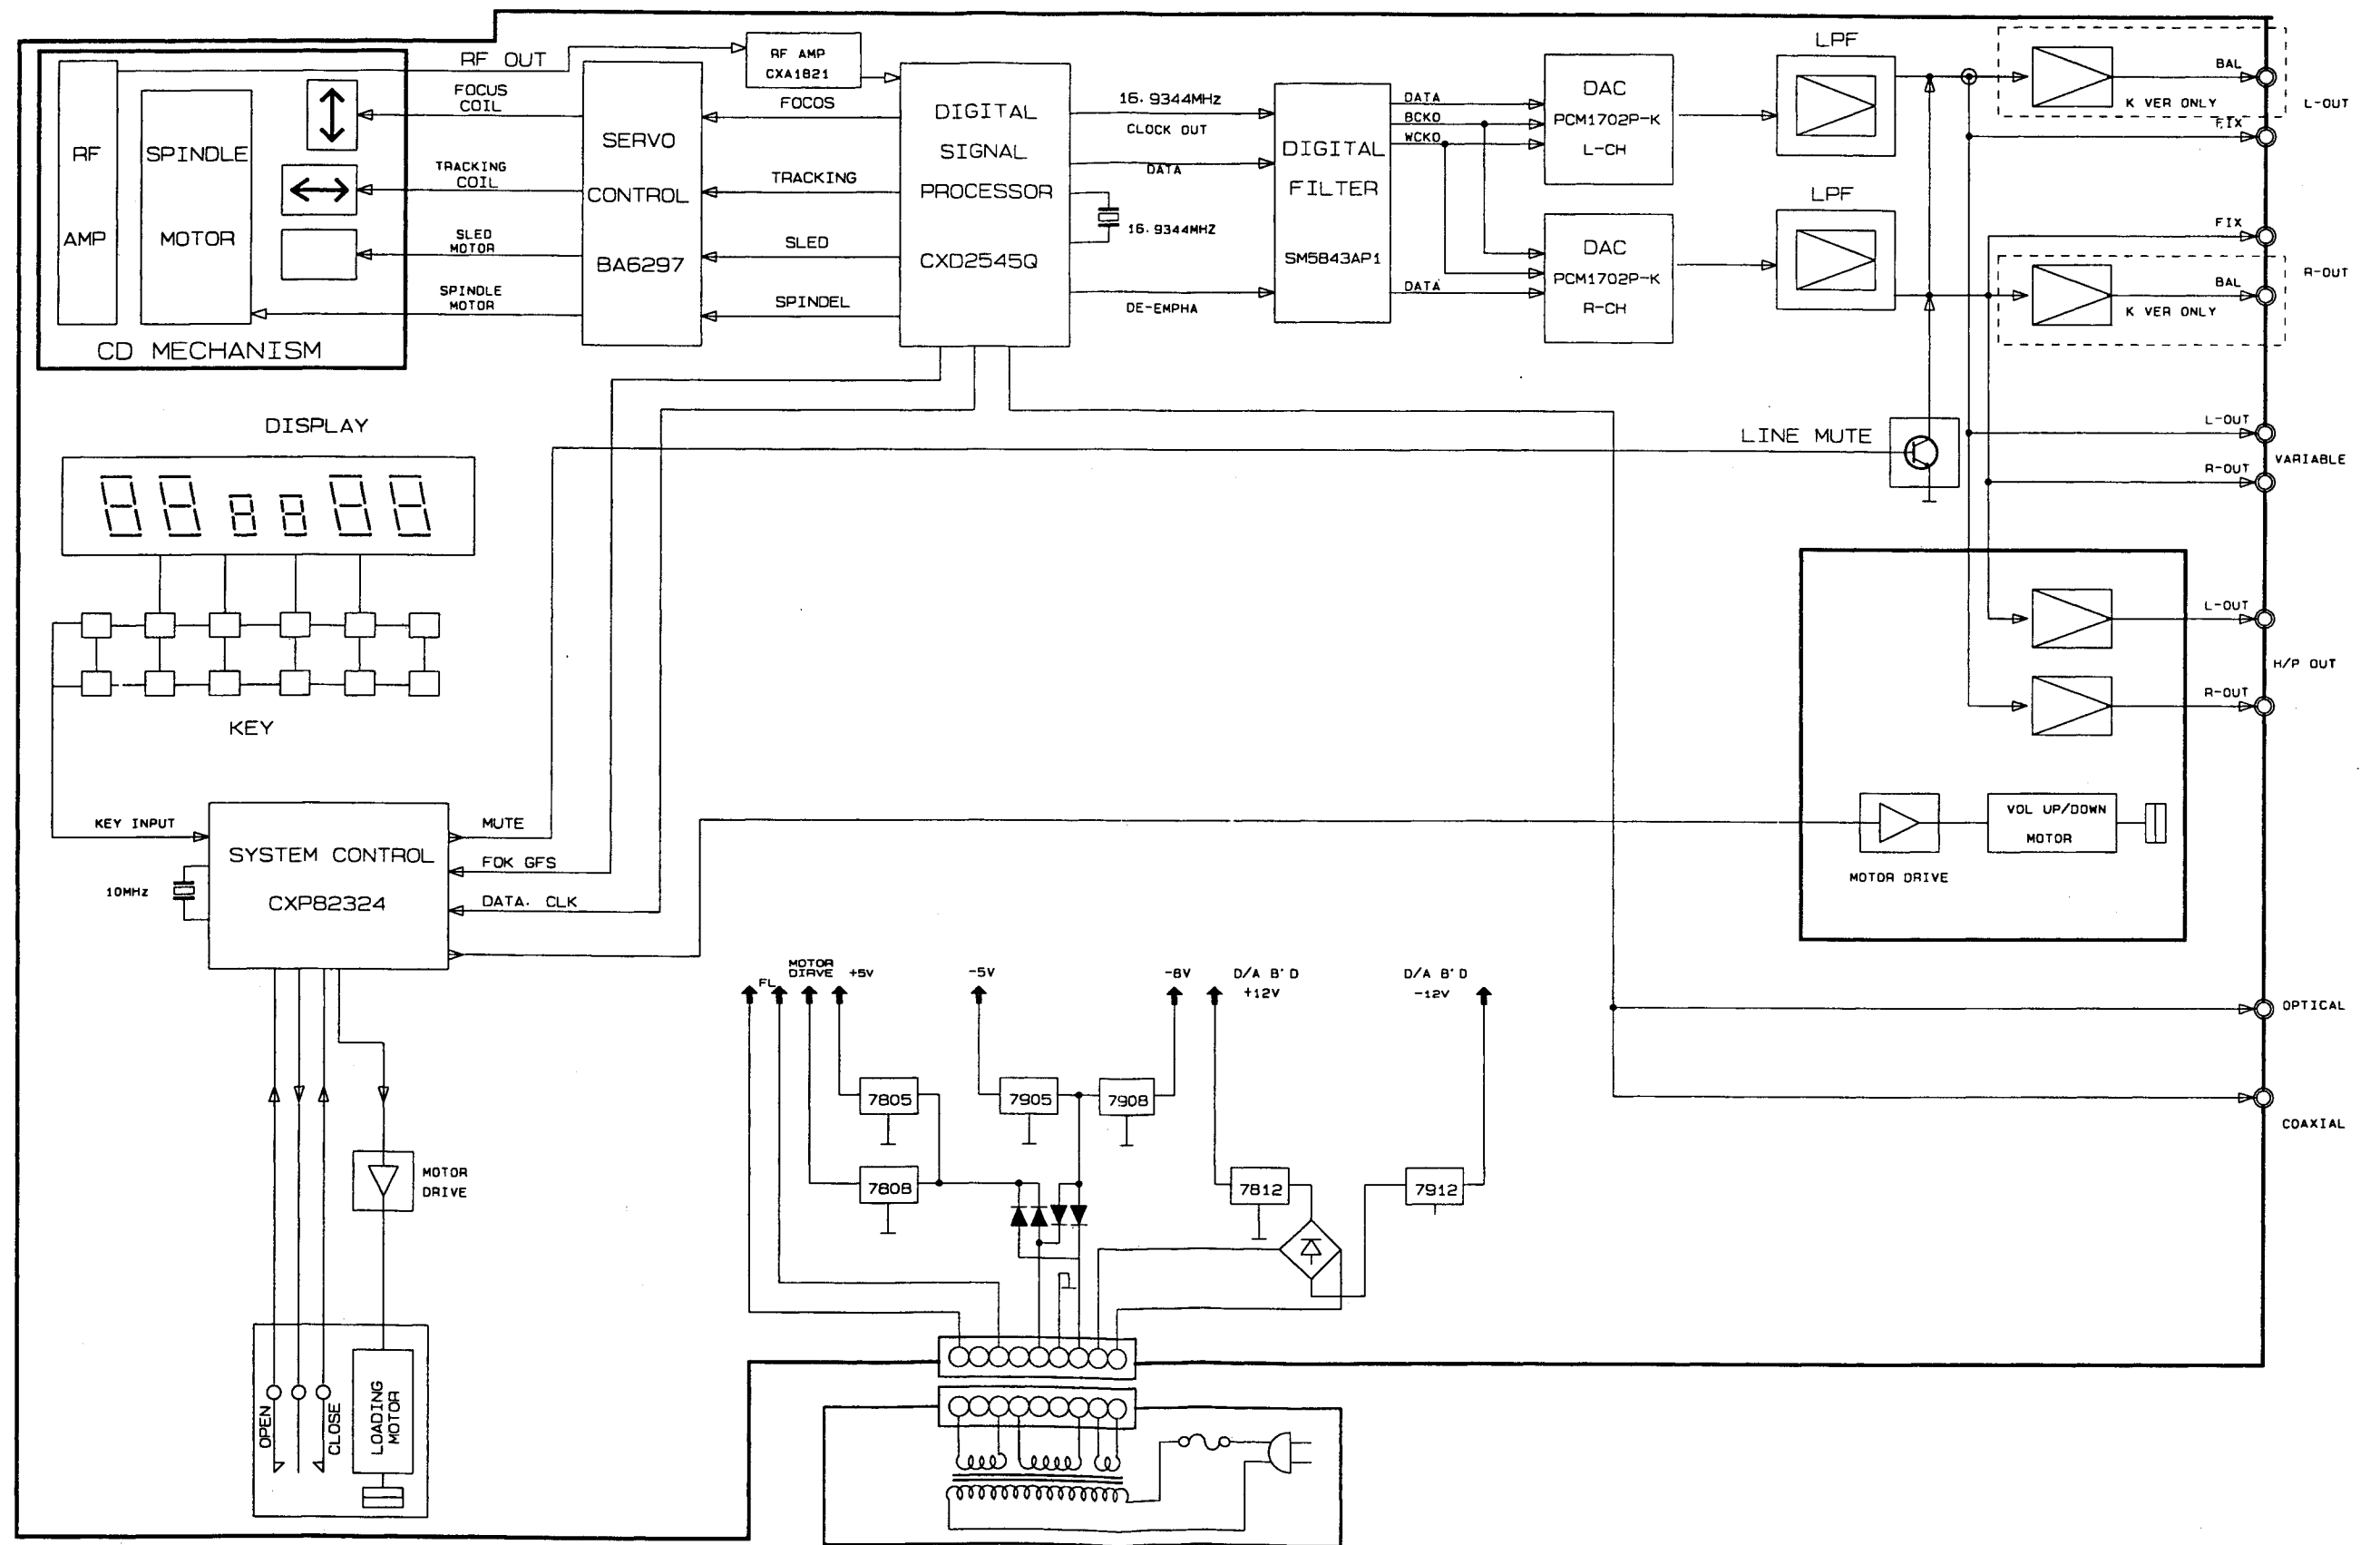 RF OUT
RF AMP
CXA1821
LPF
BAL
K VER ONLY
L-OUT
FIX
FOCUS
COIL
FOCOS
16.9344MHz
CLOCK OUT
DATA
BCKO
WCKO
DAC
PCM1702P-K
L-CH
RF
AMP
SPINDLE
MOTOR
SERVO
CONTROL
BA6297
DIGITAL
SIGNAL
PROCESSOR
CXD2545Q
DATA
DIGITAL
FILTER
SM5843AP1
TRACKING
COIL
TRACKING
16.9344MHZ
LPF
FIX
SLED
MOTOR
SLED
DAC
PCM1702P-K
R-CH
BAL
K VER ONLY
R-OUT
SPINDLE
MOTOR
SPINDEL
DE-EMPHA
DATA
CD MECHANISM
DISPLAY
LINE MUTE
L-OUT
VARIABLE
R-OUT
KEY
L-OUT
H/P OUT
R-OUT
KEY INPUT
MUTE
SYSTEM CONTROL
CXP82324
FOK GFS
10MHz
DATA. CLK
VOL UP/DOWN
MOTOR
MOTOR DRIVE
FL
MOTOR
DIRVE
+5V
-5V
-8V
D/A B'D
+12V
D/A B'D
-12V
OPTICAL
7805
7905
7908
COAXIAL
MOTOR
DRIVE
7808
7812
7912
OPEN
CLOSE
LOADING
MOTOR